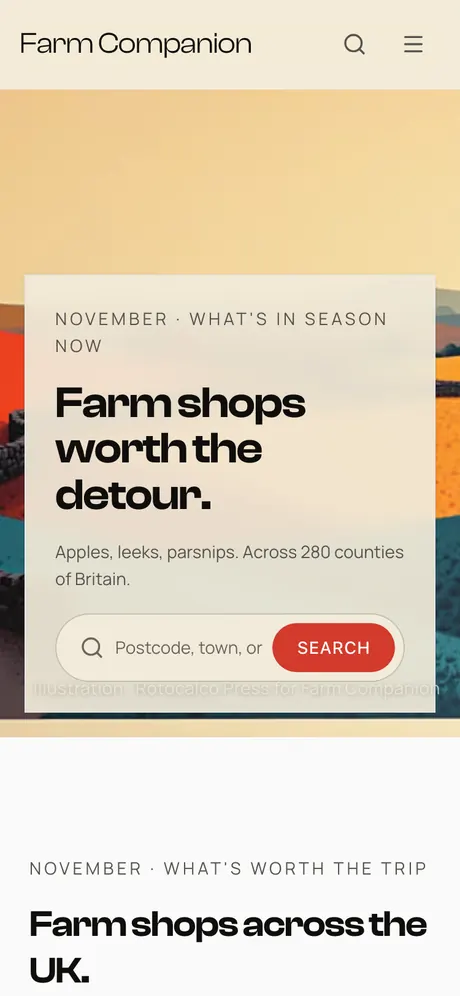 Farm Companion
NOVEMBER · WHAT'S IN SEASON
NOW
Farm shops
worth the
detour.
Apples, leeks, parsnips. Across 280 counties
of Britain.
Postcode, town, or
SEARCH
Illustration · Rotocalco Press for Farm Companion
NOVEMBER · WHAT'S WORTH THE TRIP
Farm shops across the
UK.